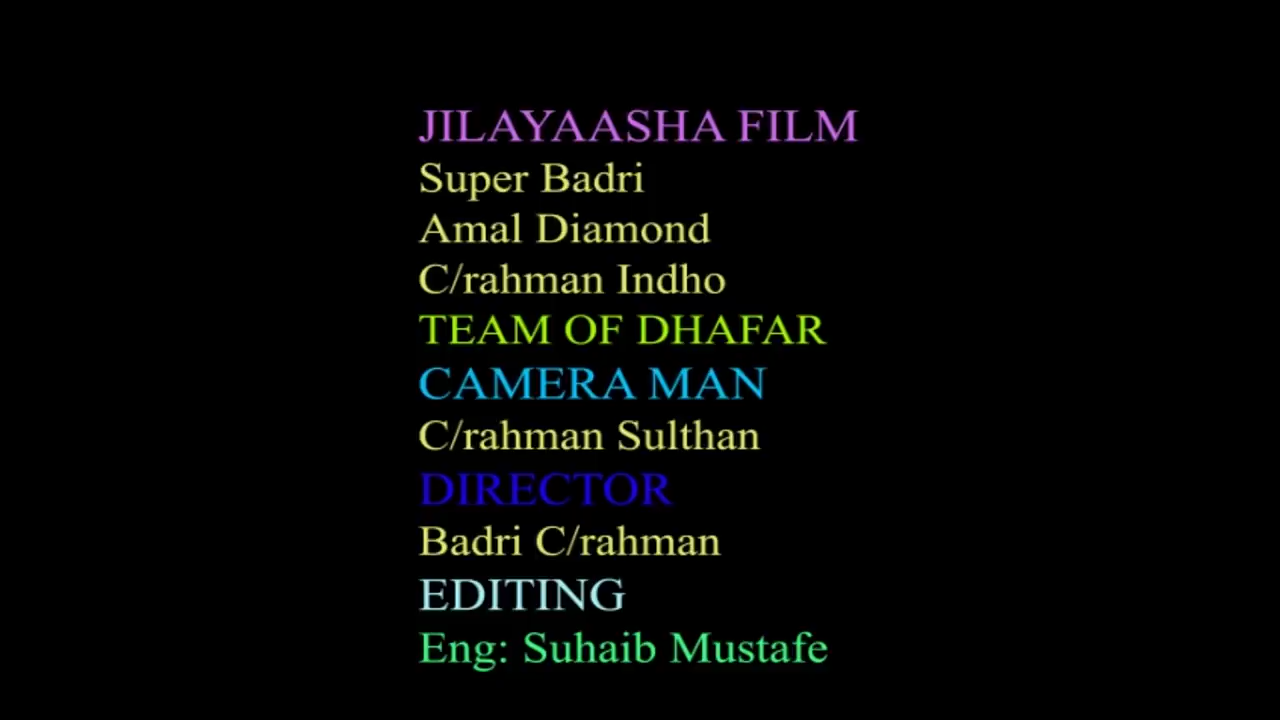 JILAYAASHA FILM
Super Badri
Amal Diamond
C/rahman Indho
TEAM OF DHAFAR
CAMERA MAN
C/rahman Sulthan
DIRECTOR
Badri C/rahman
EDITING
Eng: Suhaib Mustafe